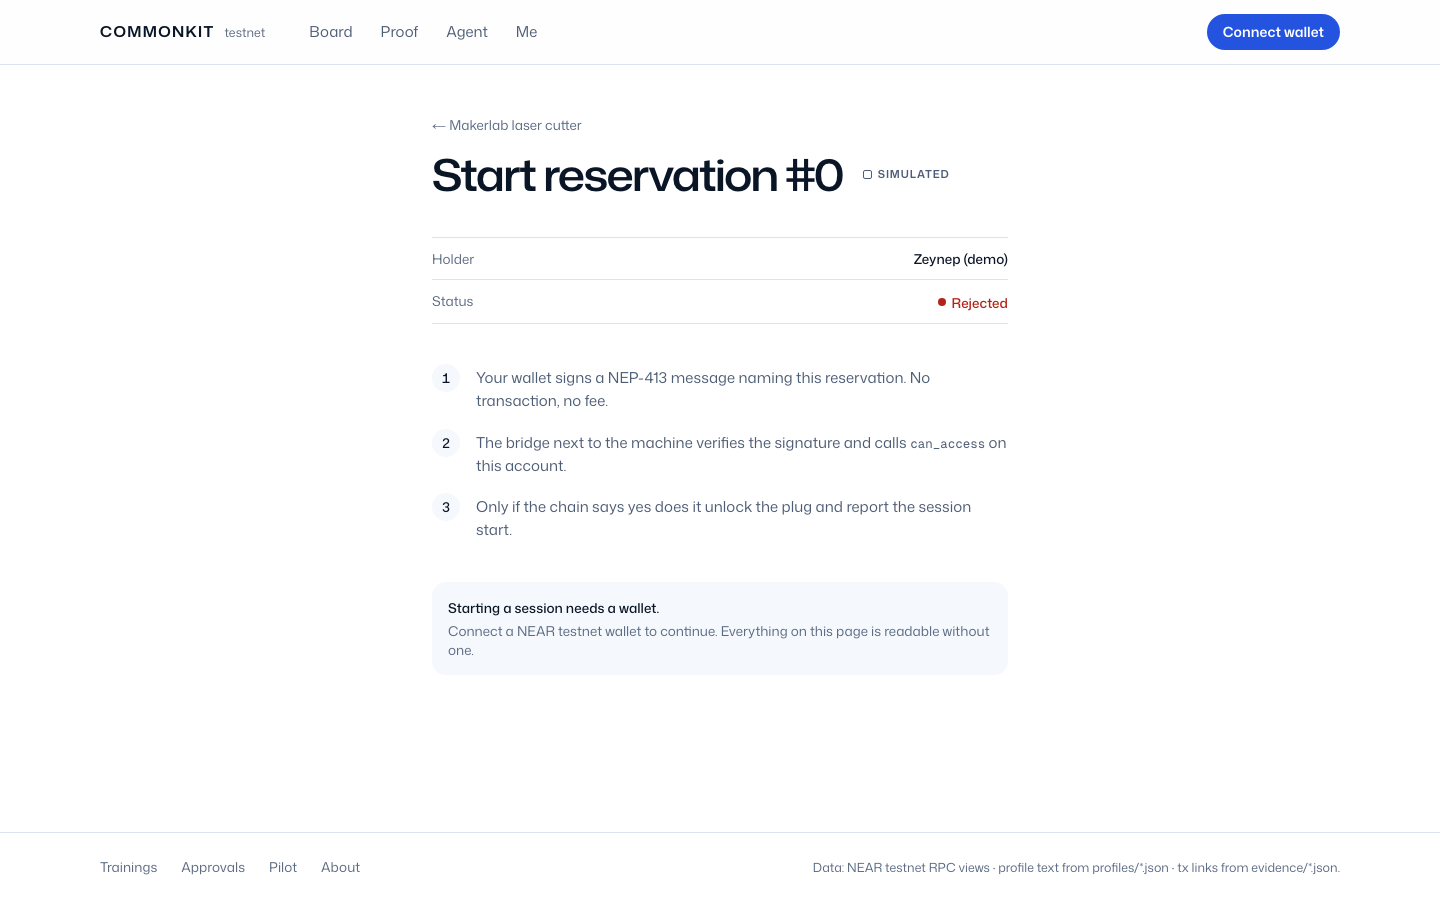 COMMONKIT testnet Board Proof Agent Me Connect wallet
← Makerlab laser cutter
Start reservation #0 SIMULATED
Holder Zeynep (demo)
Status Rejected
1 Your wallet signs a NEP-413 message naming this reservation. No
transaction, no fee.
2 The bridge next to the machine verifies the signature and calls can_access on
this account.
3 Only if the chain says yes does it unlock the plug and report the session
start.
Starting a session needs a wallet.
Connect a NEAR testnet wallet to continue. Everything on this page is readable without
one.
Trainings Approvals Pilot About Data: NEAR testnet RPC views · profile text from profiles/*.json · tx links from evidence/*.json.